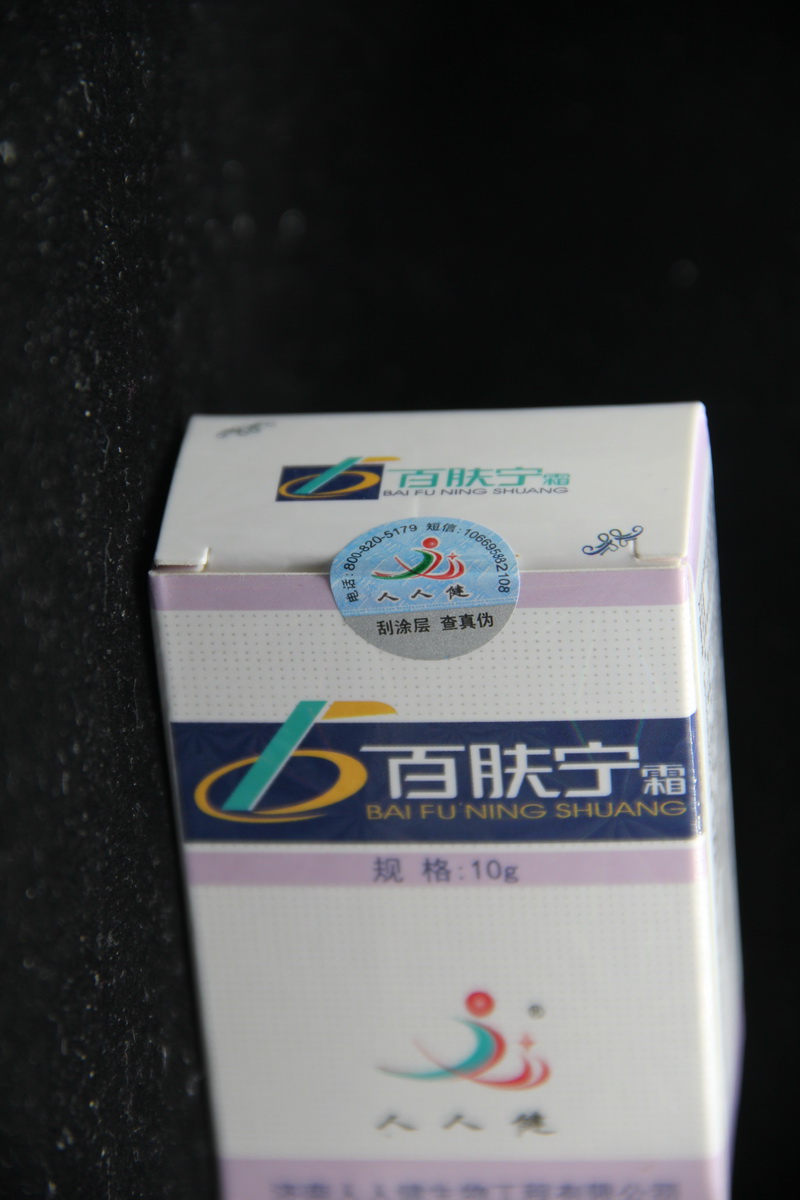 百肤宁霜
BAI FU NING SHUANG
电话:800-820-5179 短信:106695882108
人人健
刮涂层 查真伪
百肤宁霜
BAI FU NING SHUANG
规格:10g
®
人人健